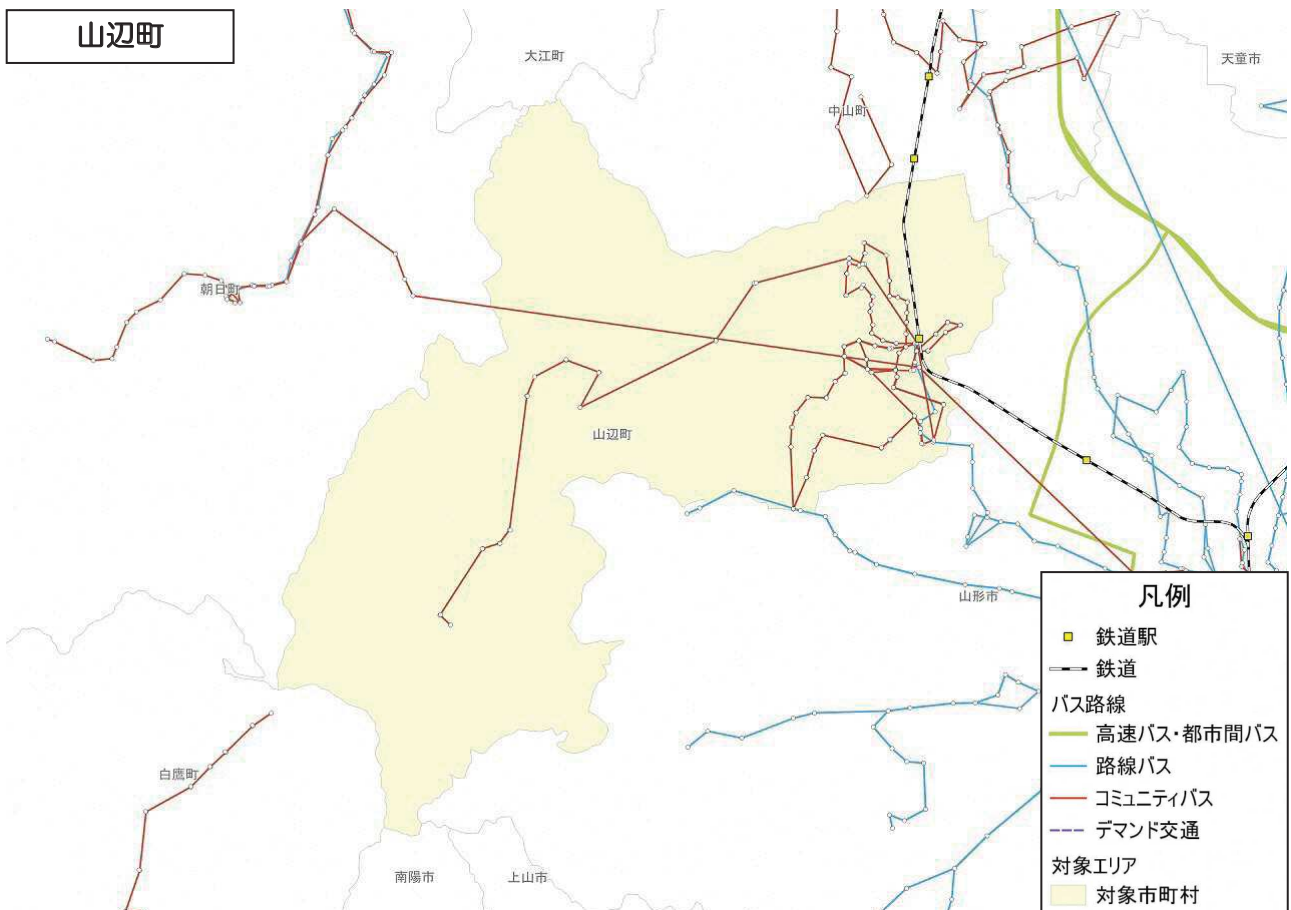 山辺町
大江町
天童市
中山町
朝日町
山辺町
山形市
白鷹町
南陽市
上山市
凡例
鉄道駅
鉄道
バス路線
高速バス・都市間バス
路線バス
コミュニティバス
デマンド交通
対象エリア
対象市町村